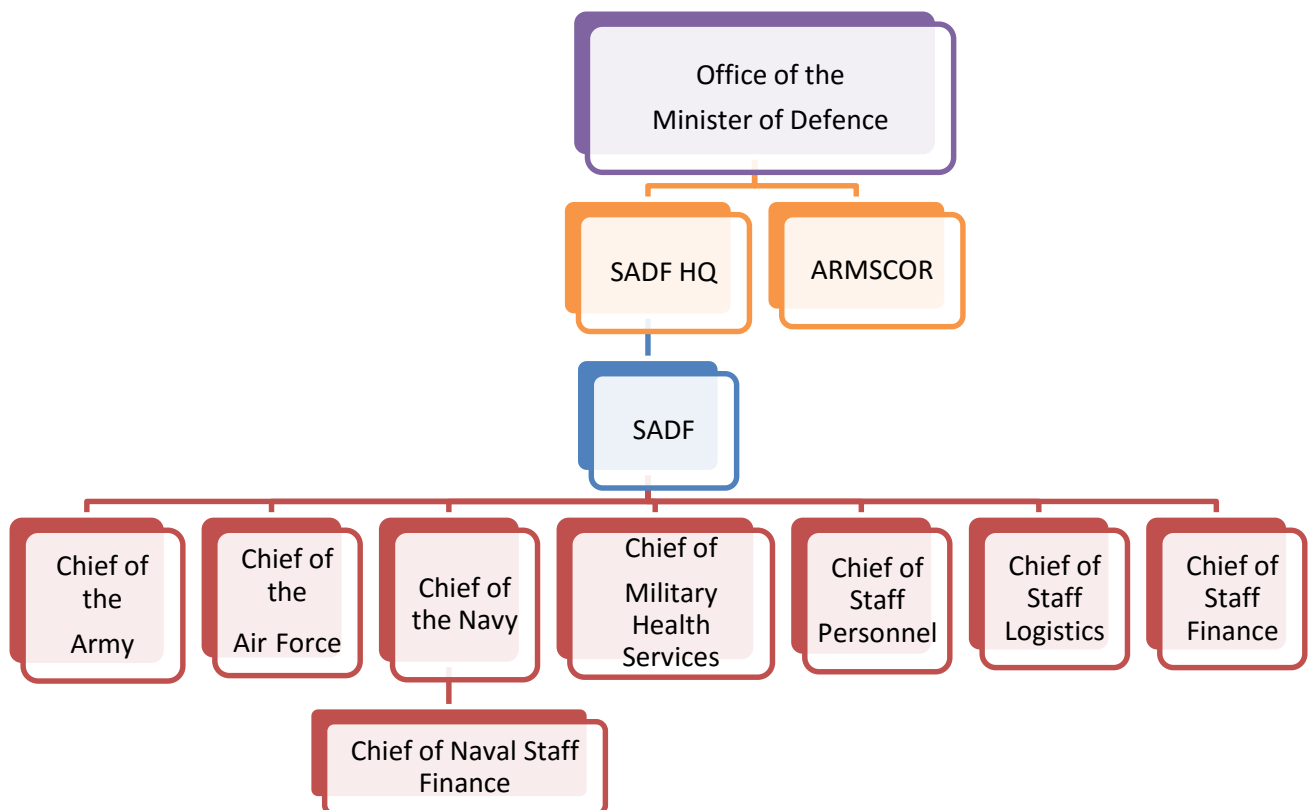 Office of the
Minister of Defence
SADF HQ
ARMSCOR
SADF
Chief of
the
Army
Chief of
the
Air Force
Chief of
the Navy
Chief of
Military
Health
Services
Chief of
Staff
Personnel
Chief of
Staff
Logistics
Chief of
Staff
Finance
Chief of Naval Staff
Finance